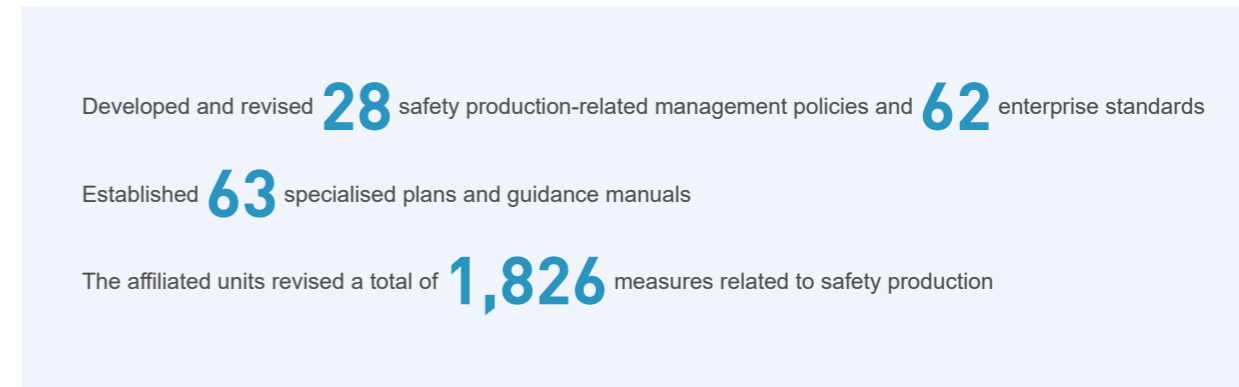 Developed and revised 28 safety production-related management policies and 62 enterprise standards
Established 63 specialised plans and guidance manuals
The affiliated units revised a total of 1,826 measures related to safety production